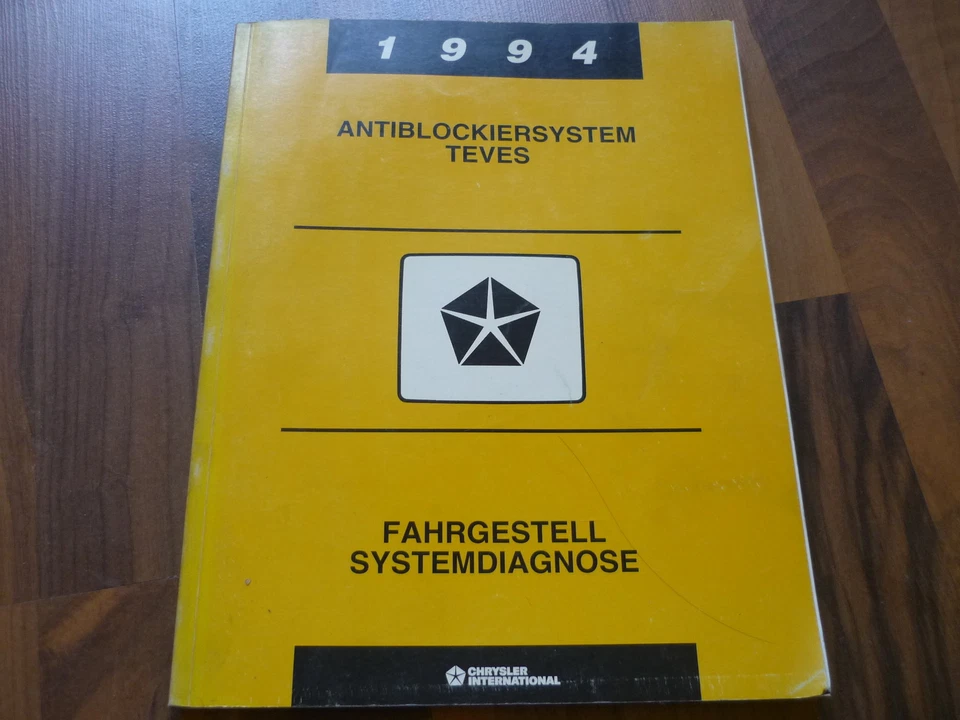 1994
ANTIBLOCKIERSYSTEM
TEVES
FAHRGESTELL
SYSTEMDIAGNOSE
CHRYSLER
INTERNATIONAL